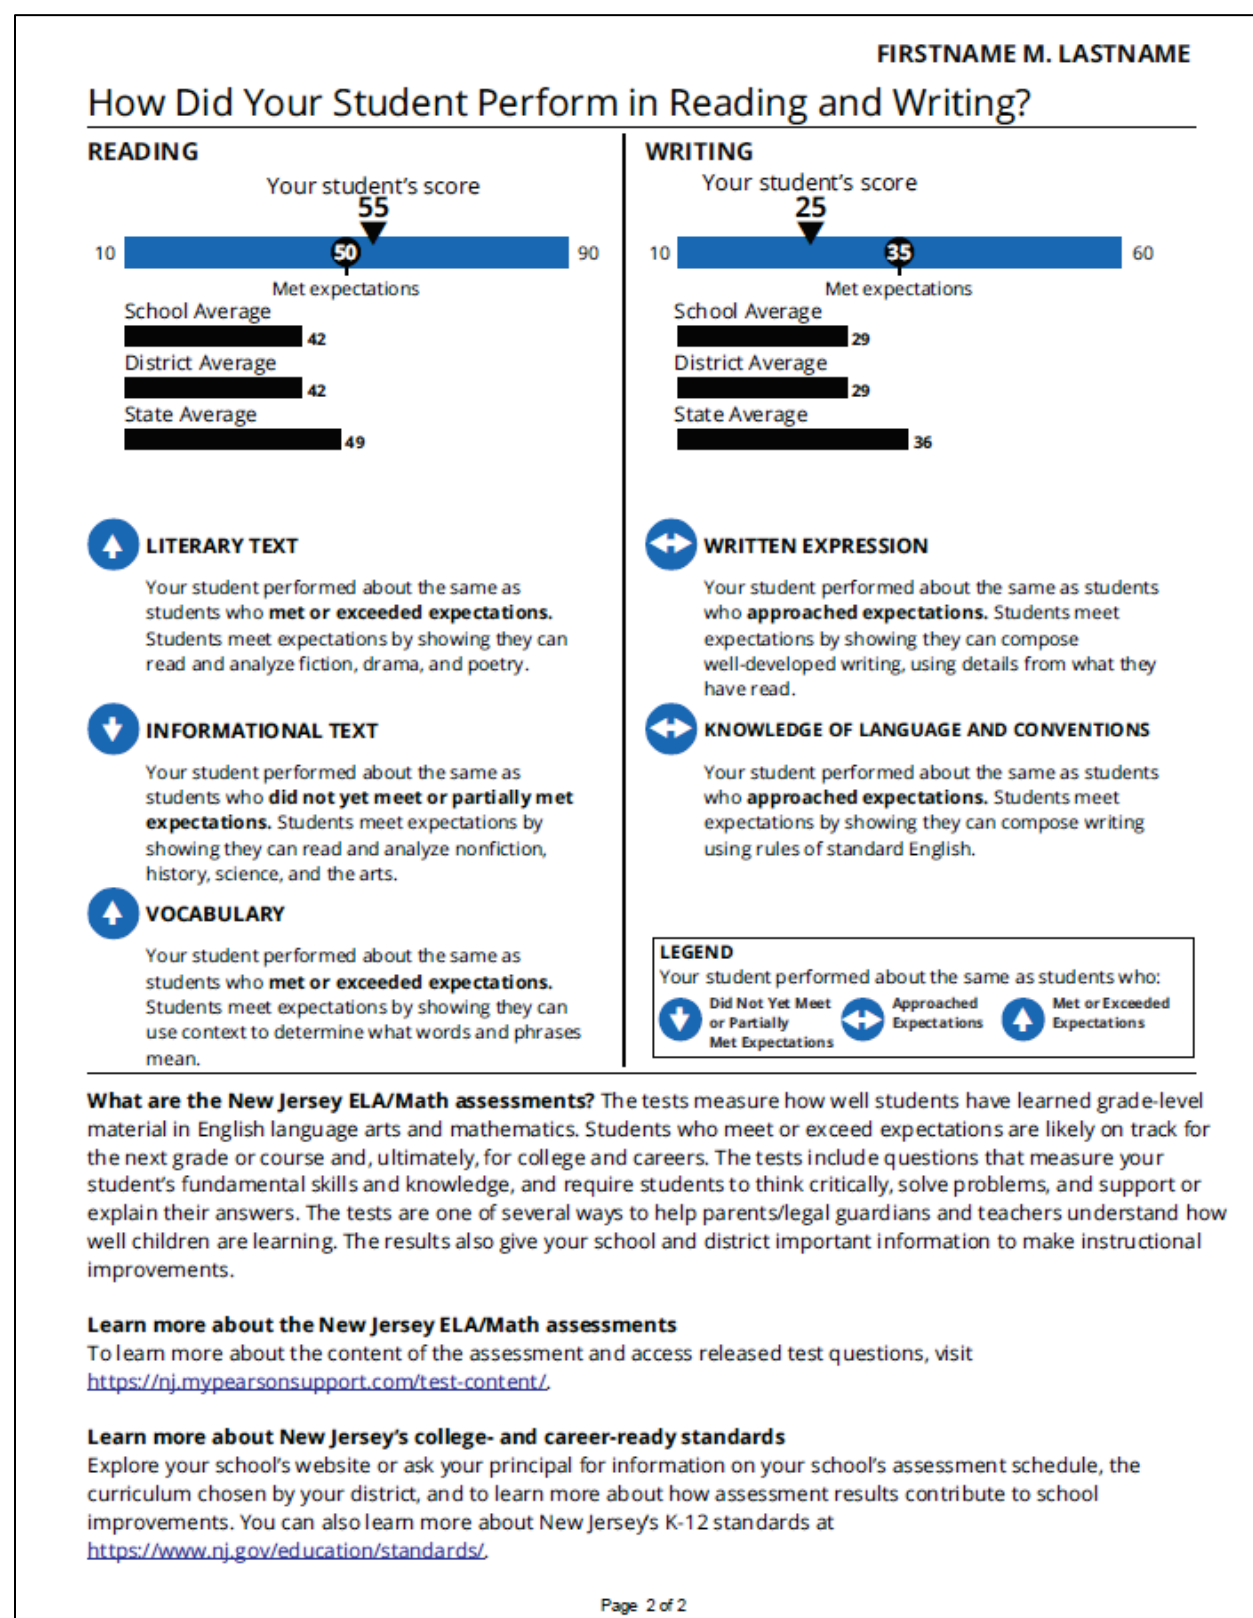 FIRSTNAME M. LASTNAME
How Did Your Student Perform in Reading and Writing?
READING
Your student's score
55
10
50
90
Met expectations
School Average
42
District Average
42
State Average
49
LITERARY TEXT
Your student performed about the same as
students who met or exceeded expectations.
Students meet expectations by showing they can
read and analyze fiction, drama, and poetry.
INFORMATIONAL TEXT
Your student performed about the same as
students who did not yet meet or partially met
expectations. Students meet expectations by
showing they can read and analyze nonfiction,
history, science, and the arts.
VOCABULARY
Your student performed about the same as
students who met or exceeded expectations.
Students meet expectations by showing they can
use context to determine what words and phrases
mean.
WRITING
Your student's score
25
10
35
60
Met expectations
School Average
29
District Average
29
State Average
36
WRITTEN EXPRESSION
Your student performed about the same as students
who approached expectations. Students meet
expectations by showing they can compose
well-developed writing, using details from what they
have read.
KNOWLEDGE OF LANGUAGE AND CONVENTIONS
Your student performed about the same as students
who approached expectations. Students meet
expectations by showing they can compose writing
using rules of standard English.
LEGEND
Your student performed about the same as students who:
Did Not Yet Meet
or Partially
Met Expectations
Approached
Expectations
Met or Exceeded
Expectations
What are the New Jersey ELA/Math assessments? The tests measure how well students have learned grade-level
material in English language arts and mathematics. Students who meet or exceed expectations are likely on track for
the next grade or course and, ultimately, for college and careers. The tests include questions that measure your
student's fundamental skills and knowledge, and require students to think critically, solve problems, and support or
explain their answers. The tests are one of several ways to help parents/legal guardians and teachers understand how
well children are learning. The results also give your school and district important information to make instructional
improvements.
Learn more about the New Jersey ELA/Math assessments
To learn more about the content of the assessment and access released test questions, visit
https://nj.mypearsonsupport.com/test-content/.
Learn more about New Jersey's college- and career-ready standards
Explore your school's website or ask your principal for information on your school's assessment schedule, the
curriculum chosen by your district, and to learn more about how assessment results contribute to school
improvements. You can also learn more about New Jersey's K-12 standards at
https://www.nj.gov/education/standards/.
Page 2 of 2